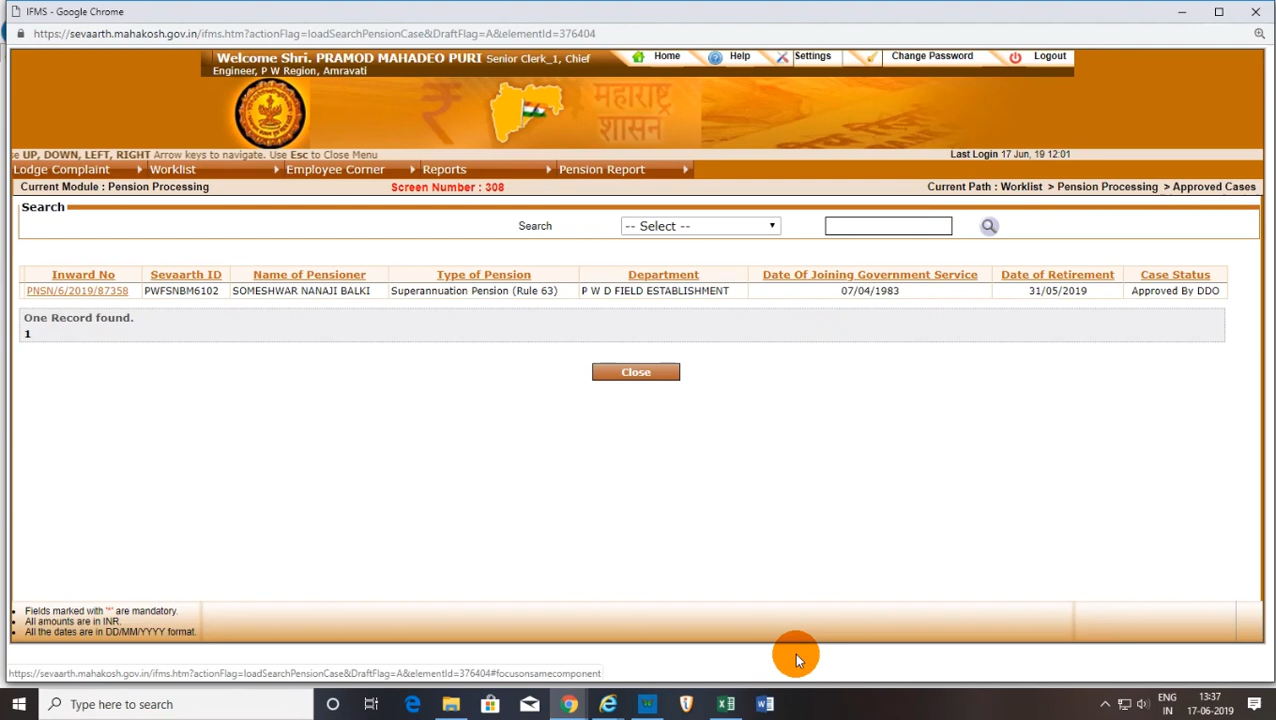 IFMS - Google Chrome
https://sevaarth.mahakosh.gov.in/ifms.htm?actionFlag=loadSearchPensionCase&DraftFlag=A&elementId=376404
Welcome Shri. PRAMOD MAHADEO PURI Senior Clerk_1, Chief Engineer, P W Region, Amravati
Home Help Settings Change Password Logout
महाराष्ट्र
शासन
e UP, DOWN, LEFT, RIGHT Arrow keys to navigate. Use Esc to Close Menu
Last Login 17 Jun, 19 12:01
Lodge Complaint Worklist Employee Corner Reports Pension Report
Current Module : Pension Processing Screen Number : 308 Current Path : Worklist > Pension Processing > Approved Cases
Search
Search -- Select --
Inward No Sevaarth ID Name of Pensioner Type of Pension Department Date Of Joining Government Service Date of Retirement Case Status
PNSN/6/2019/87358 PWFSNBM6102 SOMESHWAR NANAJI BALKI Superannuation Pension (Rule 63) P W D FIELD ESTABLISHMENT 07/04/1983 31/05/2019 Approved By DDO
One Record found.
1
Close
Fields marked with '*' are mandatory.
All amounts are in INR.
All the dates are in DD/MM/YYYY format.
https://sevaarth.mahakosh.gov.in/ifms.htm?actionFlag=loadSearchPensionCase&DraftFlag=A&elementId=376404#focusonsamecomponent
Type here to search
ENG 13:37
IN 17-06-2019